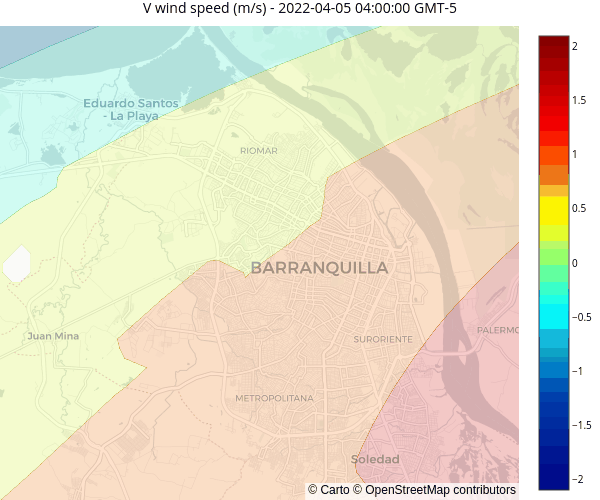 V wind speed (m/s) - 2022-04-05 04:00:00 GMT-5
Eduardo Santos
- La Playa
RIOMAR
BARRANQUILLA
Juan Mina
SURORIENTE
PALERMO
METROPOLITANA
Soledad
© Carto © OpenStreetMap contributors
2
1.5
1
0.5
0
−0.5
−1
−1.5
−2